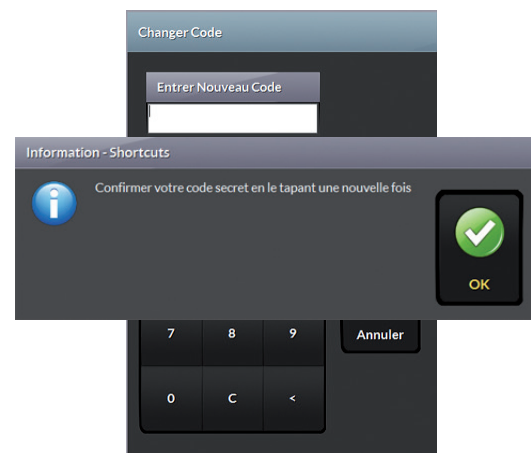 Changer Code
Entrer Nouveau Code
Information - Shortcuts
Confirmer votre code secret en le tapant une nouvelle fois
OK
7 8 9 Annuler
0 C <